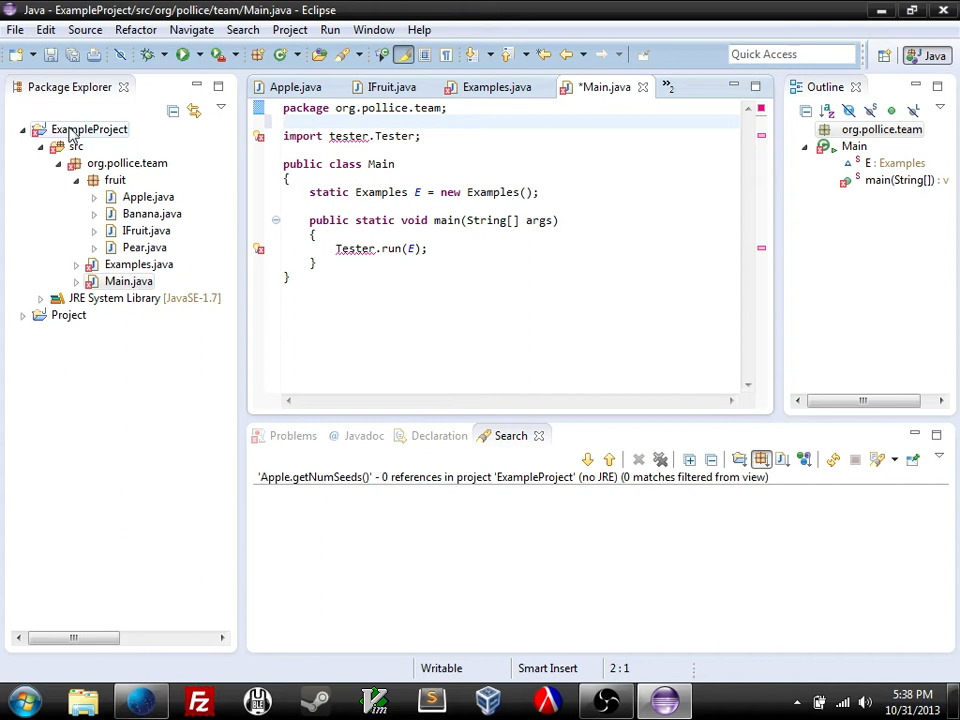 Java - ExampleProject/src/org/pollice/team/Main.java - Eclipse
File Edit Source Refactor Navigate Search Project Run Window Help
Quick Access
Java
Package Explorer
ExampleProject
src
org.pollice.team
fruit
Apple.java
Banana.java
IFruit.java
Pear.java
Examples.java
Main.java
JRE System Library [JavaSE-1.7]
Project
Apple.java IFruit.java Examples.java *Main.java »2
package org.pollice.team;
import tester.Tester;
public class Main
{
static Examples E = new Examples();
public static void main(String[] args)
{
Tester.run(E);
}
}
Outline
org.pollice.team
Main
E : Examples
main(String[]) : v
Problems @ Javadoc Declaration Search
'Apple.getNumSeeds()' - 0 references in project 'ExampleProject' (no JRE) (0 matches filtered from view)
Writable Smart Insert 2 : 1
5:38 PM
10/31/2013